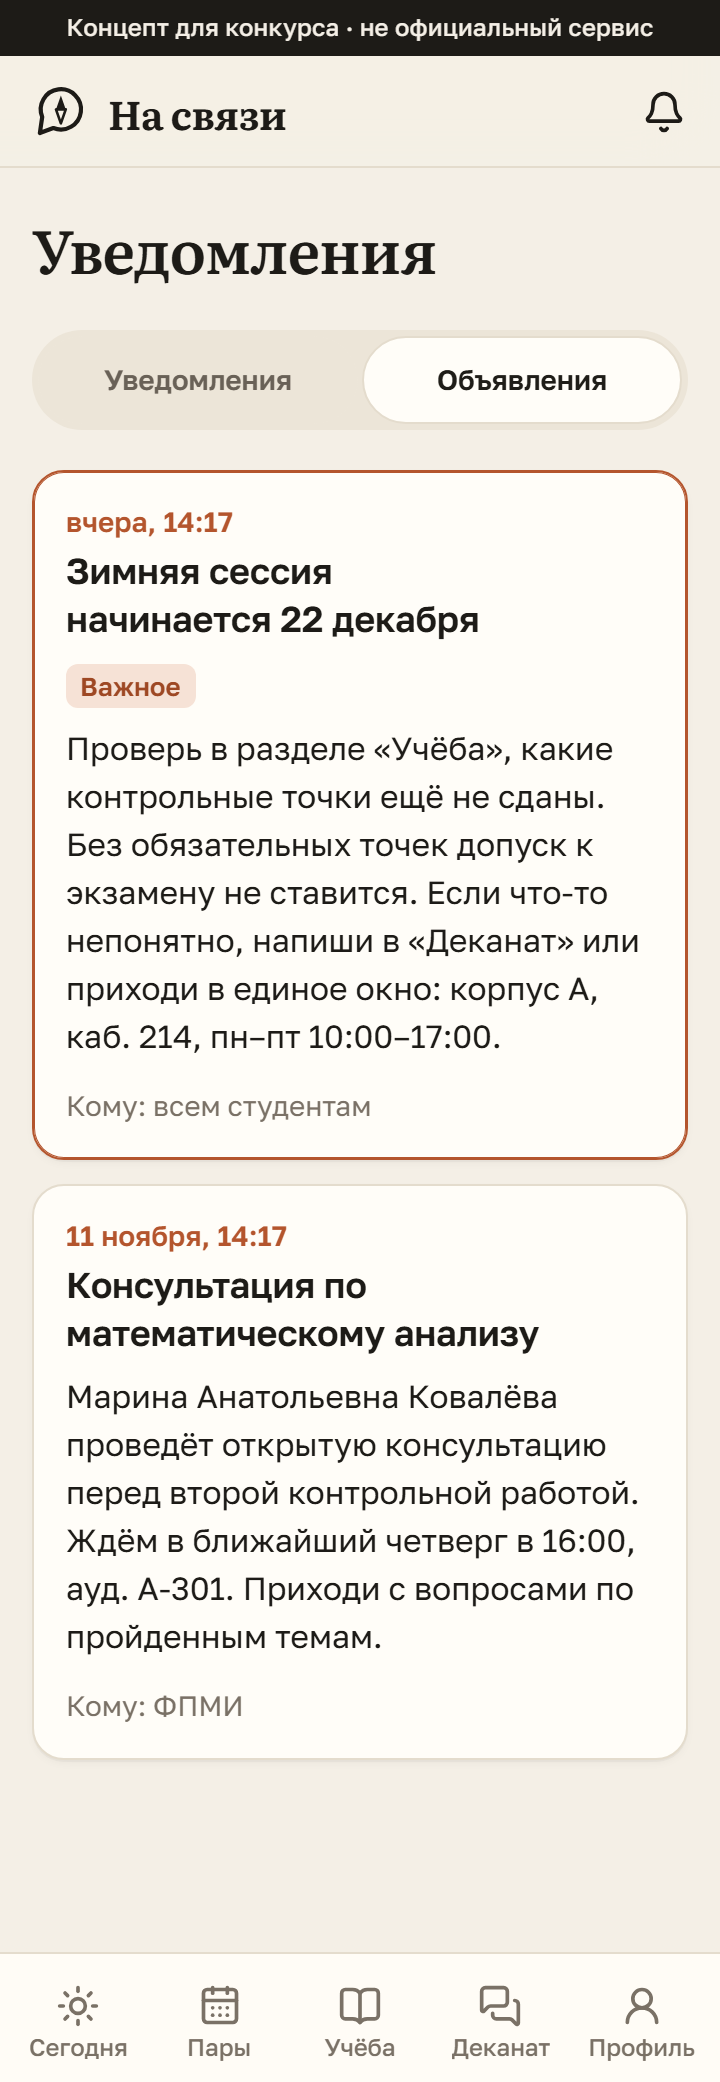 Концепт для конкурса · не официальный сервис
На связи
Уведомления
Уведомления
Объявления
вчера, 14:17
Зимняя сессия
начинается 22 декабря
Важное
Проверь в разделе «Учёба», какие
контрольные точки ещё не сданы.
Без обязательных точек допуск к
экзамену не ставится. Если что-то
непонятно, напиши в «Деканат» или
приходи в единое окно: корпус А,
каб. 214, пн–пт 10:00–17:00.
Кому: всем студентам
11 ноября, 14:17
Консультация по
математическому анализу
Марина Анатольевна Ковалёва
проведёт открытую консультацию
перед второй контрольной работой.
Ждём в ближайший четверг в 16:00,
ауд. А-301. Приходи с вопросами по
пройденным темам.
Кому: ФПМИ
Сегодня
Пары
Учёба
Деканат
Профиль